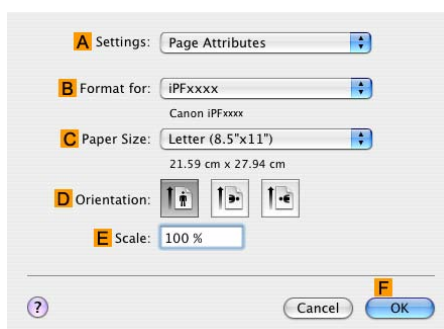 A Settings: Page Attributes
B Format for: iPFxxxx
Canon iPFxxxx
C Paper Size: Letter (8.5"x11")
21.59 cm x 27.94 cm
D Orientation:
E Scale: 100 %
F
? Cancel OK